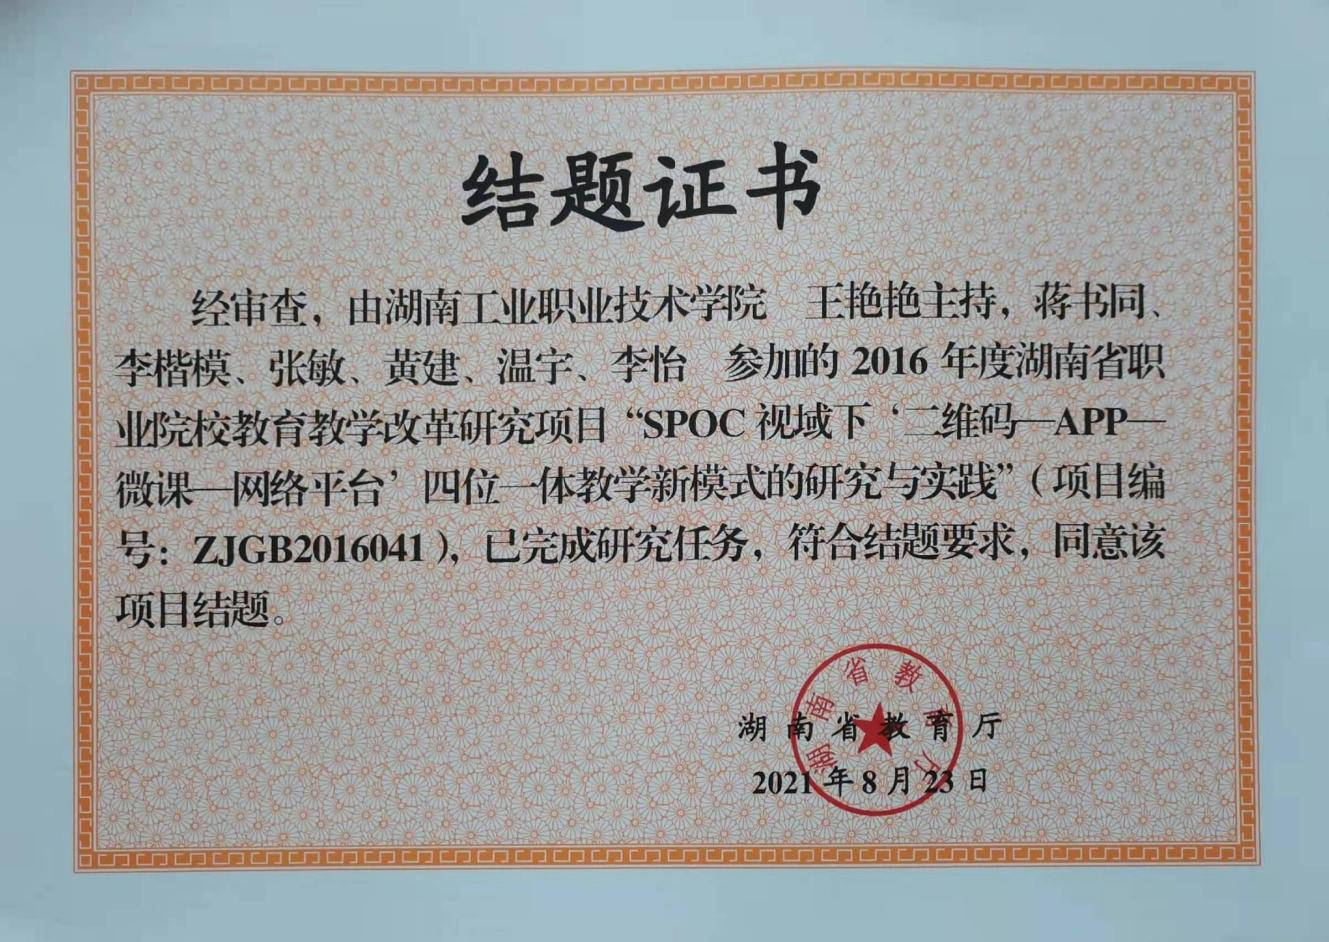 结题证书
经审查，由湖南工业职业技术学院　王艳艳主持，蒋书同、
李楷模、张敏、黄建、温宇、李怡　参加的 2016 年度湖南省职
业院校教育教学改革研究项目“SPOC 视域下‘二维码—APP—
微课—网络平台’四位一体教学新模式的研究与实践”（项目编
号：ZJGB2016041），已完成研究任务，符合结题要求，同意该
项目结题。
湖南省教育厅
湖南省教育厅
2021 年 8 月 23 日